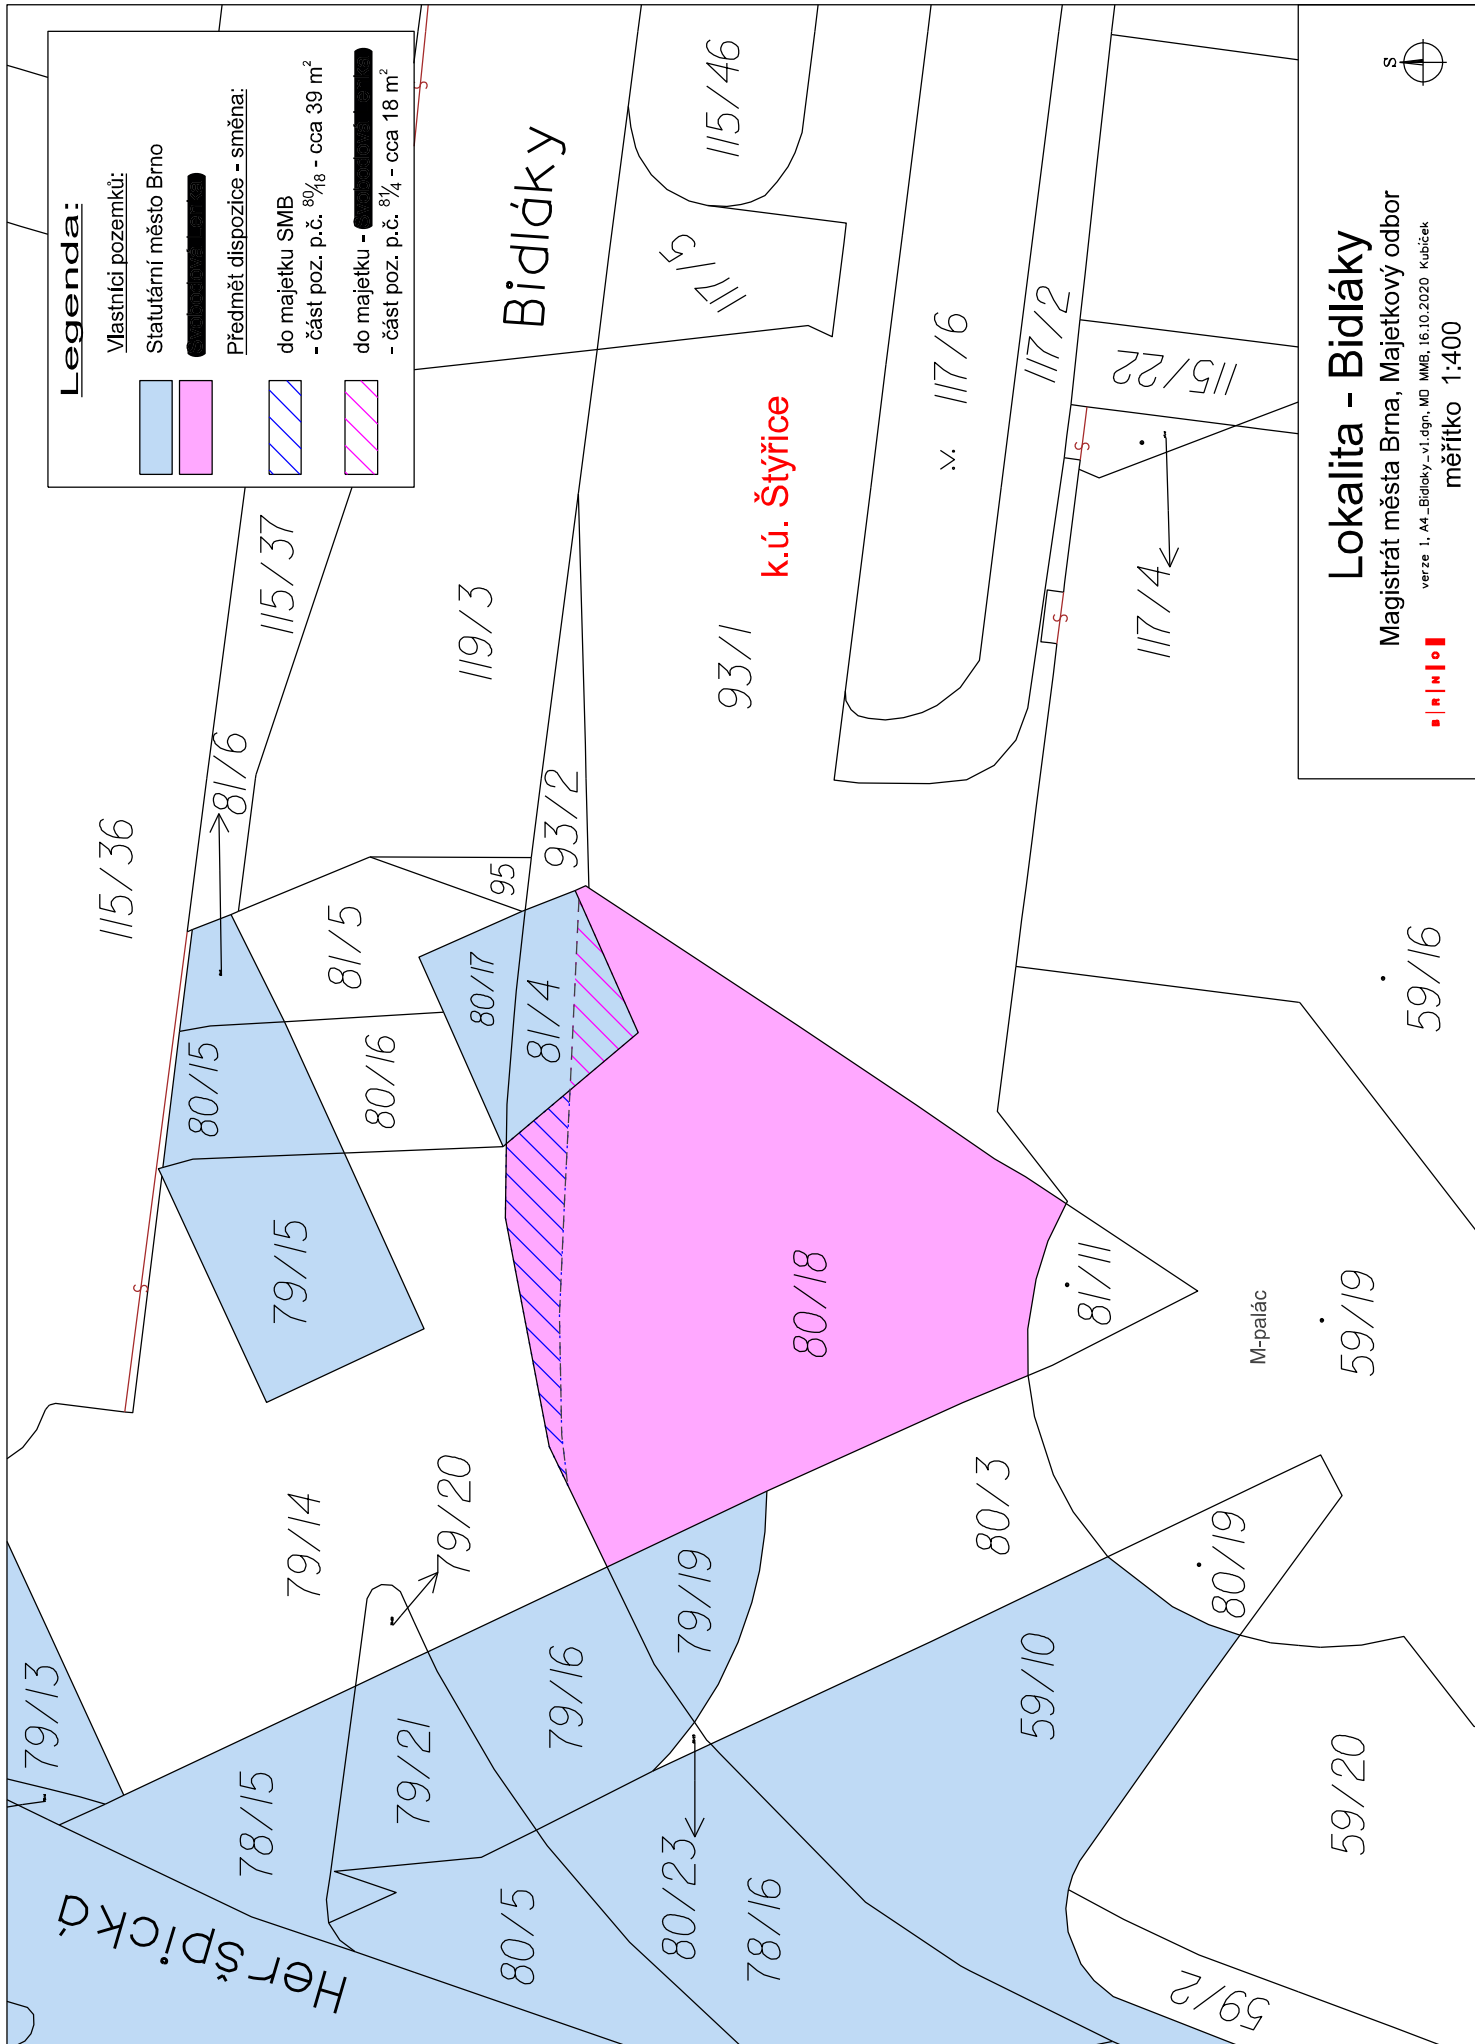 Legenda:
Vlastníci pozemků:
Statutární město Brno
Předmět dispozice - směna:
do majetku SMB
- část poz. p.č. 80/18 - cca 39 m²
do majetku -
- část poz. p.č. 81/4 - cca 18 m²
Bidláky
115/46
117/5
117/6
117/2
115/22
117/4
k.ú. Štýřice
115/37
119/3
93/1
81/6
115/36
93/2
95
81/5
80/17
81/4
80/15
80/16
79/15
80/18
81/11
59/16
M-palác
59/19
79/14
79/20
80/3
80/19
79/19
79/16
59/10
79/13
78/15
79/21
80/5
80/23
78/16
59/20
59/2
Heršpická
S
S
S
S
S
Lokalita - Bidláky
Magistrát města Brna, Majetkový odbor
verze 1, A4_Bidlaky_v1.dgn, MO MMB, 16.10.2020 Kubíček
měřítko 1:400
B|R|N|O|